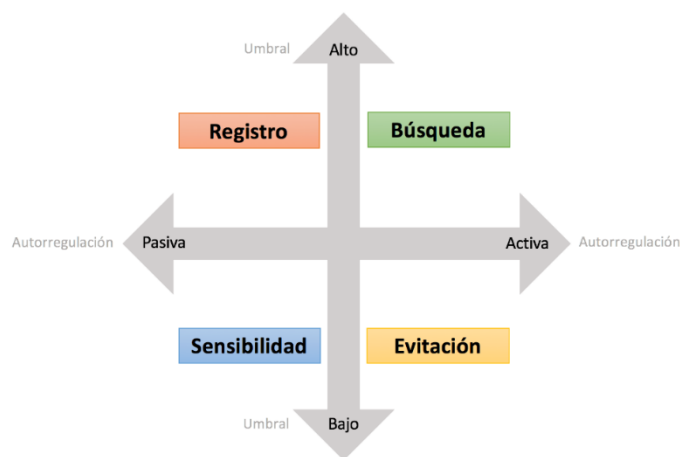 Umbral
Alto
Registro
Búsqueda
Autorregulación
Pasiva
Activa
Autorregulación
Sensibilidad
Evitación
Umbral
Bajo